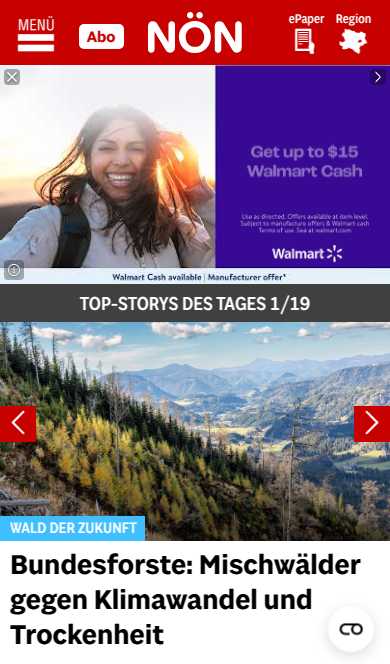 MENÜ
Abo
NÖN
ePaper
Region
Get up to $15
Walmart Cash
Use as directed. Offers available at item level.
Subject to manufacture offers & Walmart cash
Terms of use. See at walmart.com
Walmart
Walmart Cash available | Manufacturer offer*
TOP-STORYS DES TAGES 1/19
WALD DER ZUKUNFT
Bundesforste: Mischwälder
gegen Klimawandel und
Trockenheit